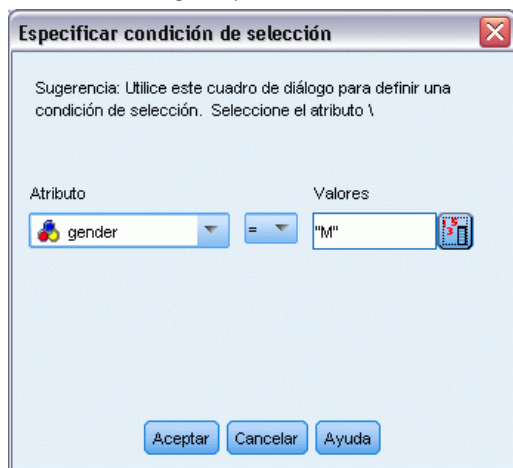 Especificar condición de selección
Sugerencia: Utilice este cuadro de diálogo para definir una
condición de selección. Seleccione el atributo \
Atributo
Valores
gender
=
"M"
Aceptar Cancelar Ayuda